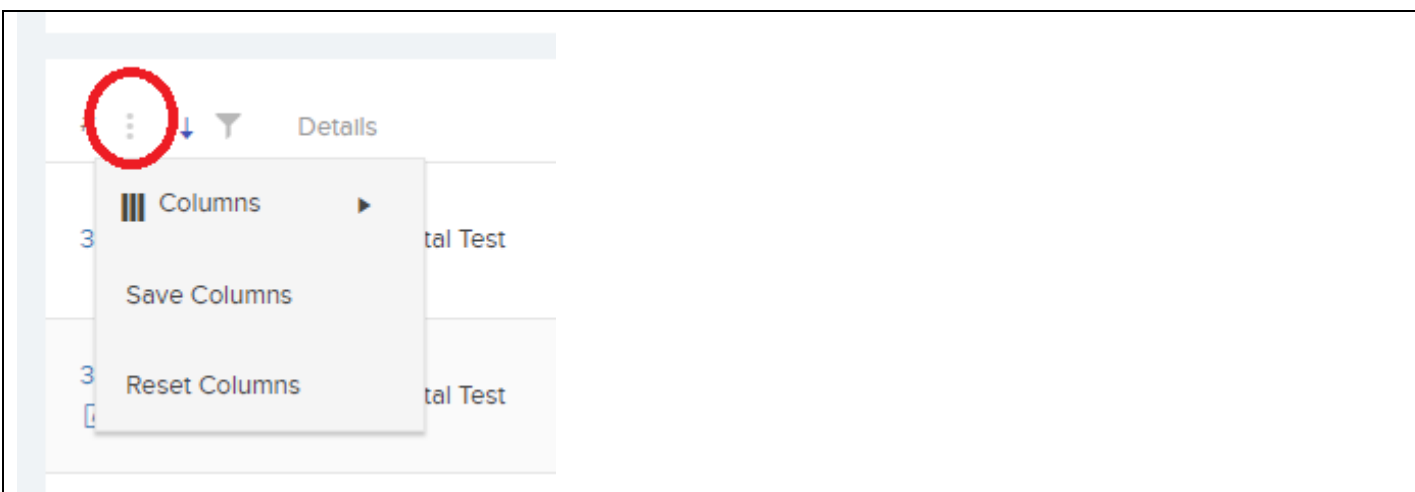 Details
Columns
3
tal Test
Save Columns
3
Reset Columns
tal Test